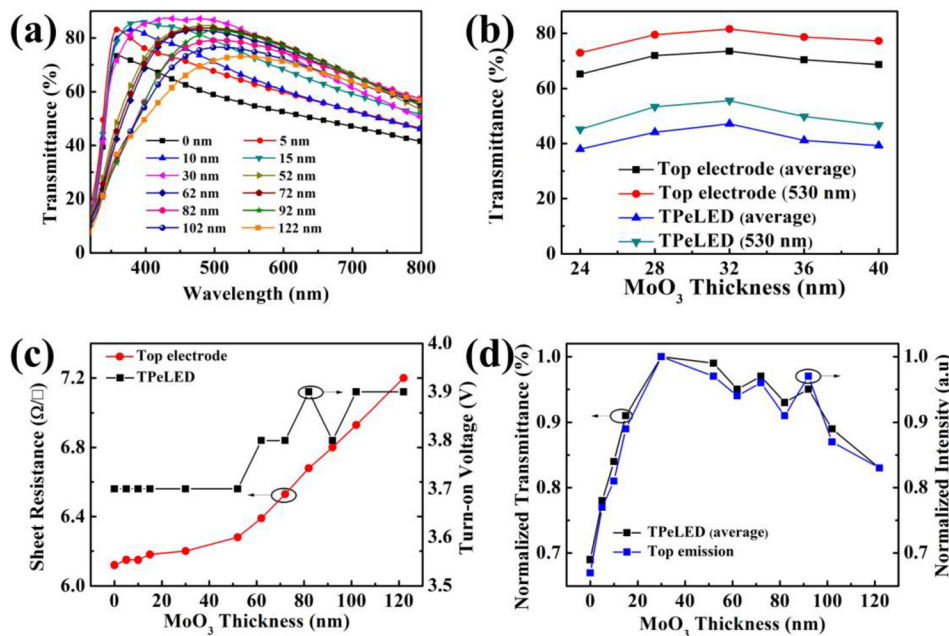 (a)
Transmittance (%)
80
60
40
20
0
0 nm
5 nm
10 nm
15 nm
30 nm
52 nm
62 nm
72 nm
82 nm
92 nm
102 nm
122 nm
400
500
600
700
800
Wavelength (nm)
(b)
Transmittance (%)
80
60
40
20
0
Top electrode (average)
Top electrode (530 nm)
TPeLED (average)
TPeLED (530 nm)
24
28
32
36
40
MoO₃ Thickness (nm)
(c)
Sheet Resistance (Ω/□)
7.2
6.8
6.4
6.0
Top electrode
TPeLED
4.0
3.9
3.8
3.7
3.6
3.5
Turn-on Voltage (V)
0
20
40
60
80
100
120
MoO₃ Thickness (nm)
(d)
Normalized Transmittance (%)
1.0
0.9
0.8
0.7
TPeLED (average)
Top emission
1.0
0.9
0.8
0.7
Normalized Intensity (a.u)
0
20
40
60
80
100
120
MoO₃ Thickness (nm)